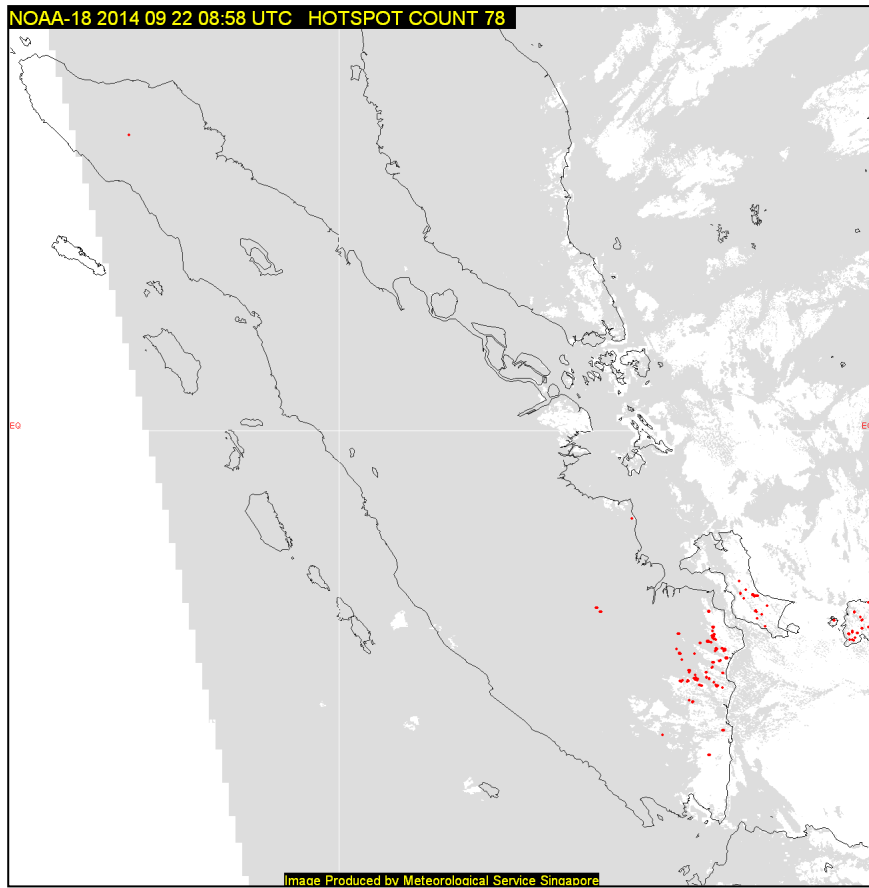 NOAA-18 2014 09 22 08:58 UTC   HOTSPOT COUNT 78
EQ
EQ
Image Produced by Meteorological Service Singapore